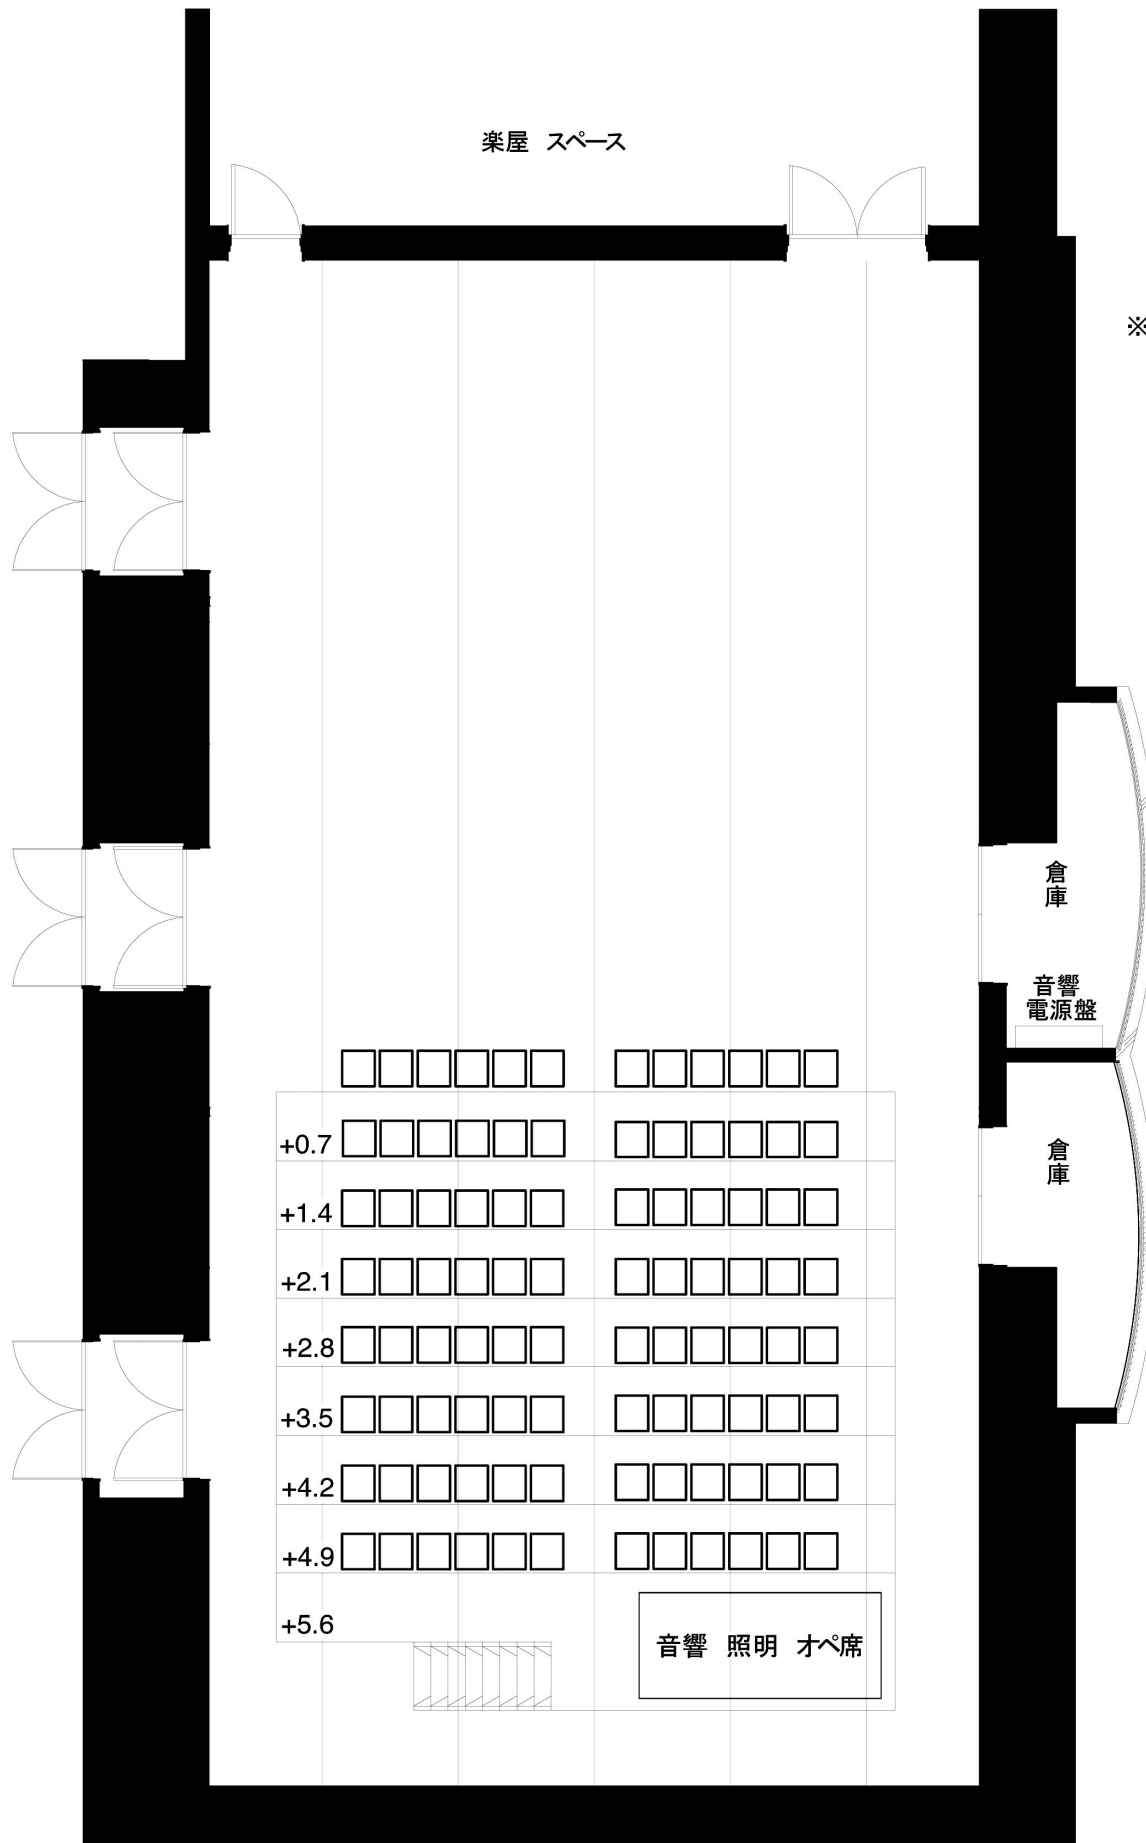 楽屋 スペース
※
倉庫
音響
電源盤
倉庫
+0.7
+1.4
+2.1
+2.8
+3.5
+4.2
+4.9
+5.6
音響 照明 オペ席